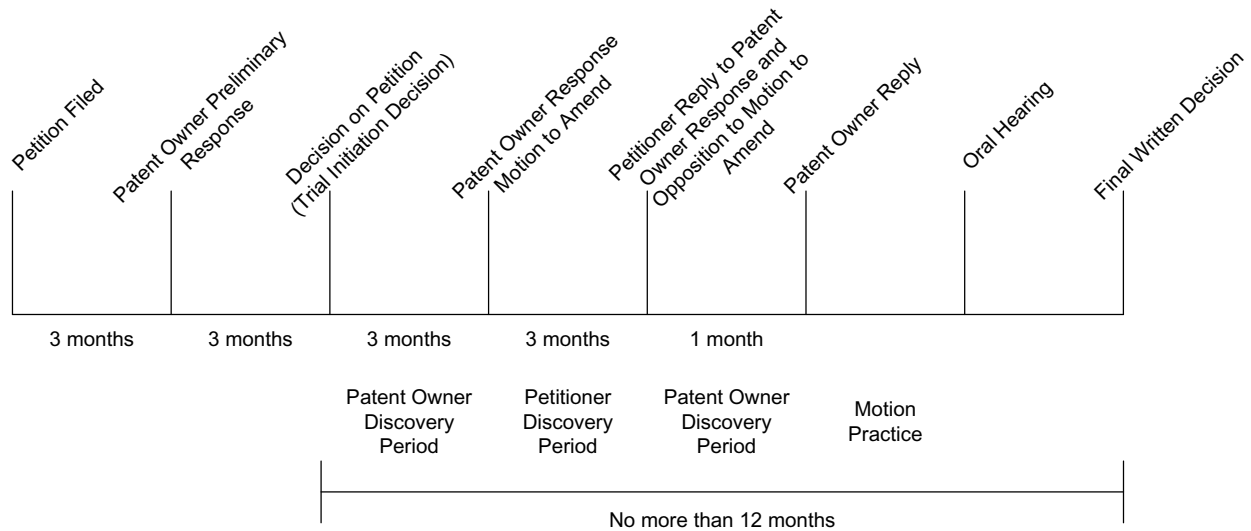 Petition Filed
Patent Owner Preliminary
Response
Decision on Petition
(Trial Initiation Decision)
Patent Owner Response
Motion to Amend
Petitioner Reply to Patent
Owner Response and
Opposition to Motion to
Amend
Patent Owner Reply
Oral Hearing
Final Written Decision
3 months
3 months
3 months
3 months
1 month
Patent Owner
Discovery
Period
Petitioner
Discovery
Period
Patent Owner
Discovery
Period
Motion
Practice
No more than 12 months